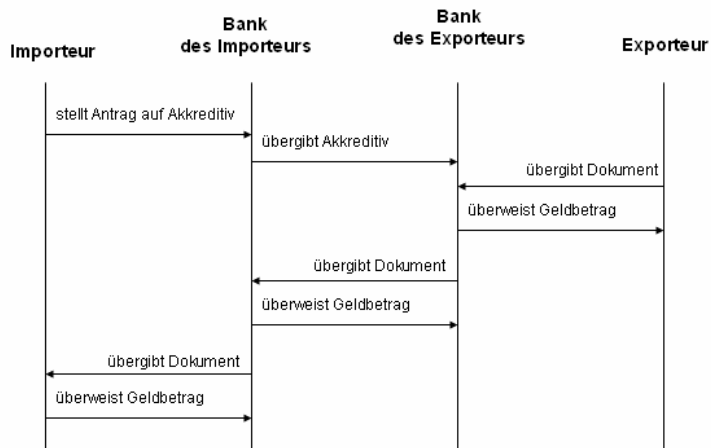 Importeur
Bank
des Importeurs
Bank
des Exporteurs
Exporteur
stellt Antrag auf Akkreditiv
übergibt Akkreditiv
übergibt Dokument
überweist Geldbetrag
übergibt Dokument
überweist Geldbetrag
übergibt Dokument
überweist Geldbetrag